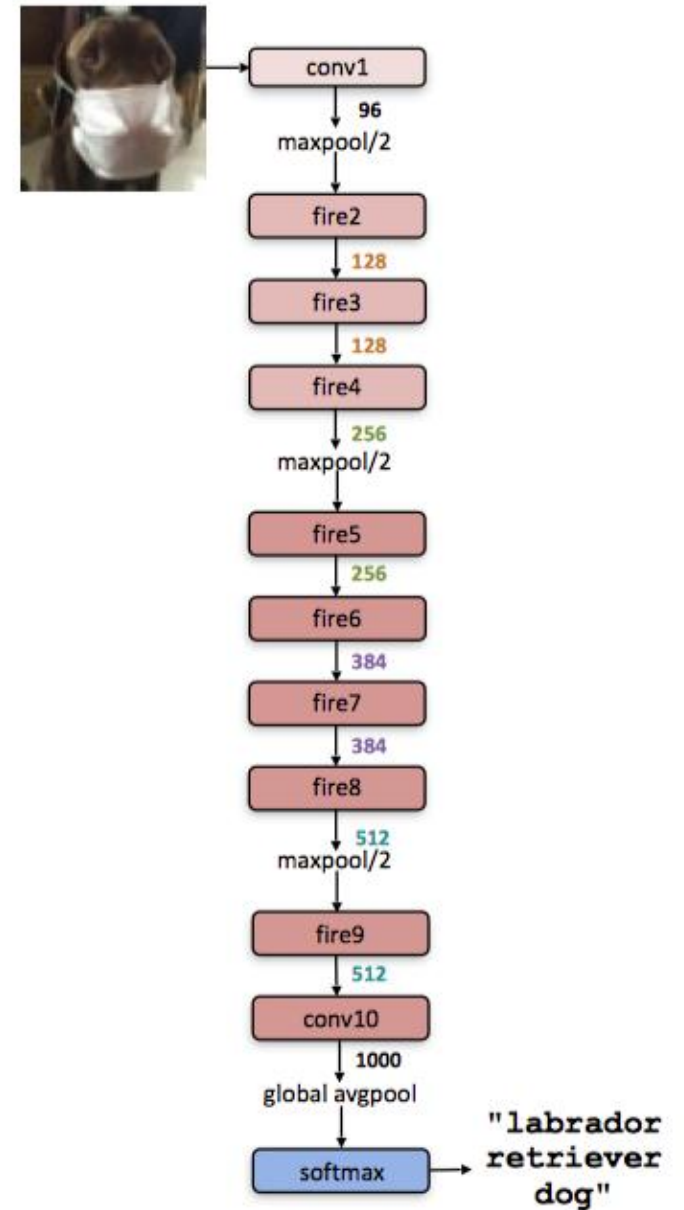 conv1
96
maxpool/2
fire2
128
fire3
128
fire4
256
maxpool/2
fire5
256
fire6
384
fire7
384
fire8
512
maxpool/2
fire9
512
conv10
1000
global avgpool
softmax
"labrador
retriever
dog"